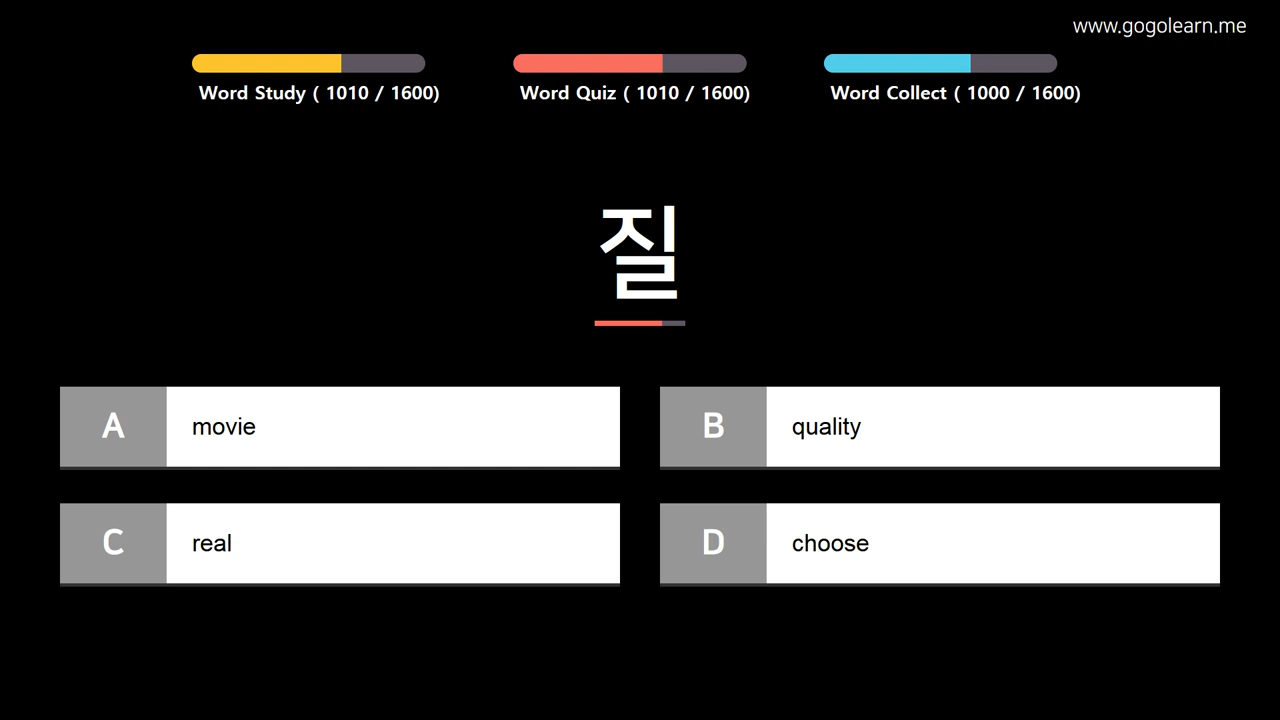 www.gogolearn.me
Word Study ( 1010 / 1600)
Word Quiz ( 1010 / 1600)
Word Collect ( 1000 / 1600)
질
A movie
B quality
C real
D choose